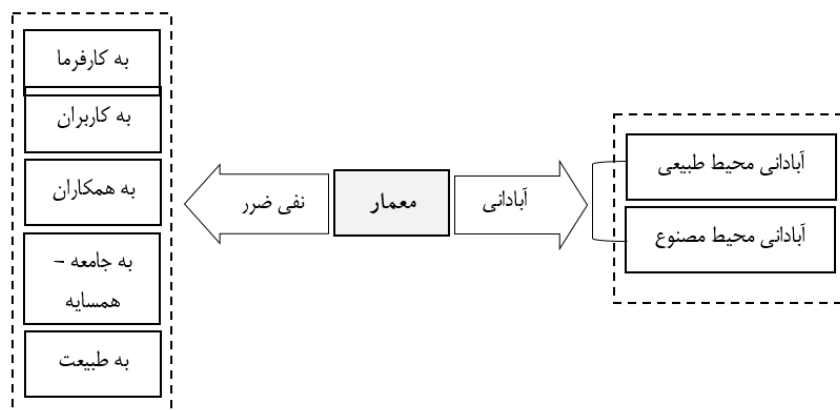 آبادانی محیط طبیعی
آبادانی محیط مصنوع
آبادانی
معمار
نفی ضرر
به کارفرما
به کاربران
به همکاران
به جامعه –
همسایه
به طبیعت